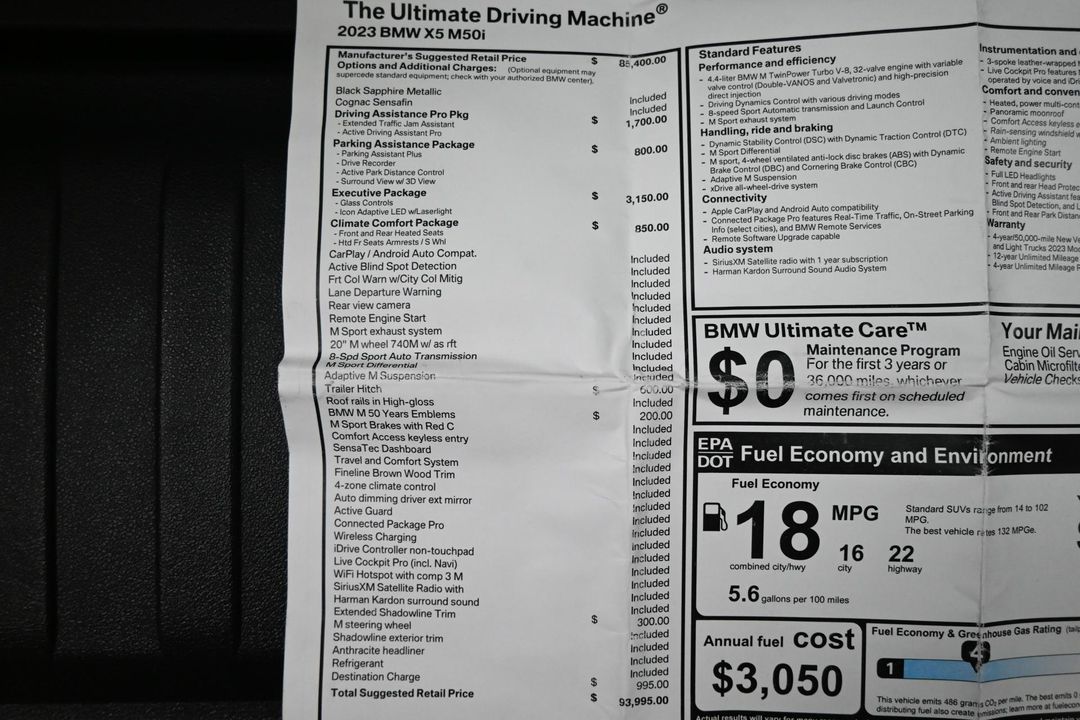 The Ultimate Driving Machine®
2023 BMW X5 M50i
Manufacturer's Suggested Retail Price $ 85,400.00
Options and Additional Charges: (Optional equipment may
supercede standard equipment; check with your authorized BMW center).
Black Sapphire Metallic Included
Cognac Sensafin Included
Driving Assistance Pro Pkg $ 1,700.00
- Extended Traffic Jam Assistant
- Active Driving Assistant Pro
Parking Assistance Package $ 800.00
- Parking Assistant Plus
- Drive Recorder
- Active Park Distance Control
- Surround View w/ 3D View
Executive Package $ 3,150.00
- Glass Controls
- Icon Adaptive LED w/Laserlight
Climate Comfort Package $ 850.00
- Front and Rear Heated Seats
- Htd Fr Seats Armrests / S Whl
CarPlay / Android Auto Compat. Included
Active Blind Spot Detection Included
Frt Col Warn w/City Col Mitig Included
Lane Departure Warning Included
Rear view camera Included
Remote Engine Start Included
M Sport exhaust system Included
20" M wheel 740M w/ as rft Included
8-Spd Sport Auto Transmission Included
M Sport Differential Included
Adaptive M Suspension Included
Trailer Hitch $ 600.00
Roof rails in High-gloss Included
BMW M 50 Years Emblems $ 200.00
M Sport Brakes with Red C Included
Comfort Access keyless entry Included
SensaTec Dashboard Included
Travel and Comfort System Included
Fineline Brown Wood Trim Included
4-zone climate control Included
Auto dimming driver ext mirror Included
Active Guard Included
Connected Package Pro Included
Wireless Charging Included
iDrive Controller non-touchpad Included
Live Cockpit Pro (incl. Navi) Included
WiFi Hotspot with comp 3 M Included
SiriusXM Satellite Radio with Included
Harman Kardon surround sound Included
Extended Shadowline Trim $ 300.00
M steering wheel Included
Shadowline exterior trim Included
Anthracite headliner Included
Refrigerant Included
Destination Charge $ 995.00
Total Suggested Retail Price $ 93,995.00
Standard Features
Performance and efficiency
- 4.4-liter BMW M TwinPower Turbo V-8, 32-valve engine with variable
valve control (Double-VANOS and Valvetronic) and high-precision
direct injection
- Driving Dynamics Control with various driving modes
- 8-speed Sport Automatic transmission and Launch Control
- M Sport exhaust system
Handling, ride and braking
- Dynamic Stability Control (DSC) with Dynamic Traction Control (DTC)
- M Sport Differential
- M sport, 4-wheel ventilated anti-lock disc brakes (ABS) with Dynamic
Brake Control (DBC) and Cornering Brake Control (CBC)
- Adaptive M Suspension
- xDrive all-wheel-drive system
Connectivity
- Apple CarPlay and Android Auto compatibility
- Connected Package Pro features Real-Time Traffic, On-Street Parking
Info (select cities), and BMW Remote Services
- Remote Software Upgrade capable
Audio system
- SiriusXM Satellite radio with 1 year subscription
- Harman Kardon Surround Sound Audio System
Instrumentation and
- 3-spoke leather-wrapped
- Live Cockpit Pro features
operated by voice and
Comfort and
- Heated, power
- Panoramic moonroof
- Comfort Access keyless
- Rain-sensing windshield
- Ambient lighting
- Remote Engine Start
Safety and security
- Full LED Headlights
- Front and rear Head
- Active Driving Assistant
Blind Spot Detection, and
- Front and Rear Park
Warranty
- 4-year/50,000-mile New
and Light Trucks 2023
- 12-year Unlimited Mileage
- 4-year Unlimited Mileage
BMW Ultimate Care™
$0
Maintenance Program
For the first 3 years or
36,000 miles, whichever
comes first on scheduled
maintenance.
Your
Engine Oil
Cabin
Vehicle
EPA
DOT
Fuel Economy and Environment
Fuel Economy
18 MPG
combined city/hwy
16
city
22
highway
Standard SUVs range from 14 to 102
MPG.
The best vehicle rates 132 MPGe.
5.6 gallons per 100 miles
Annual fuel cost
$3,050
Fuel Economy & Greenhouse Gas Rating
1
4
This vehicle emits 486 grams CO2 per mile. The best emits 0
distributing fuel also create emissions; learn more at